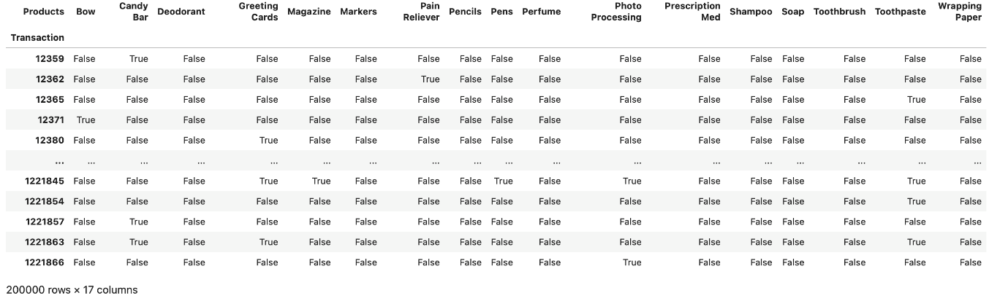 Products Bow Candy Bar Deodorant Greeting Cards Magazine Markers Pain Reliever Pencils Pens Perfume Photo Processing Prescription Med Shampoo Soap Toothbrush Toothpaste Wrapping Paper
Transaction
12359 False True False False False False False False False False False False False False False False False
12362 False False False False False False True False False False False False False False False False False
12365 False False False False False False False False False False False False False False False True False
12371 True False False False False False False False False False False False False False False False False
12380 False False False True False False False False False False False False False False False False False
... ... ... ... ... ... ... ... ... ... ... ... ... ... ... ... ... ...
1221845 False False False True True False False False True False True False False False False True False
1221854 False False False False False False False False False False False False False False False True False
1221857 False True False False False False False False False False False False False False False False False
1221863 False True False True False False False False False False False False False False False True False
1221866 False False False False False False False False False False True False False False False False False
200000 rows × 17 columns